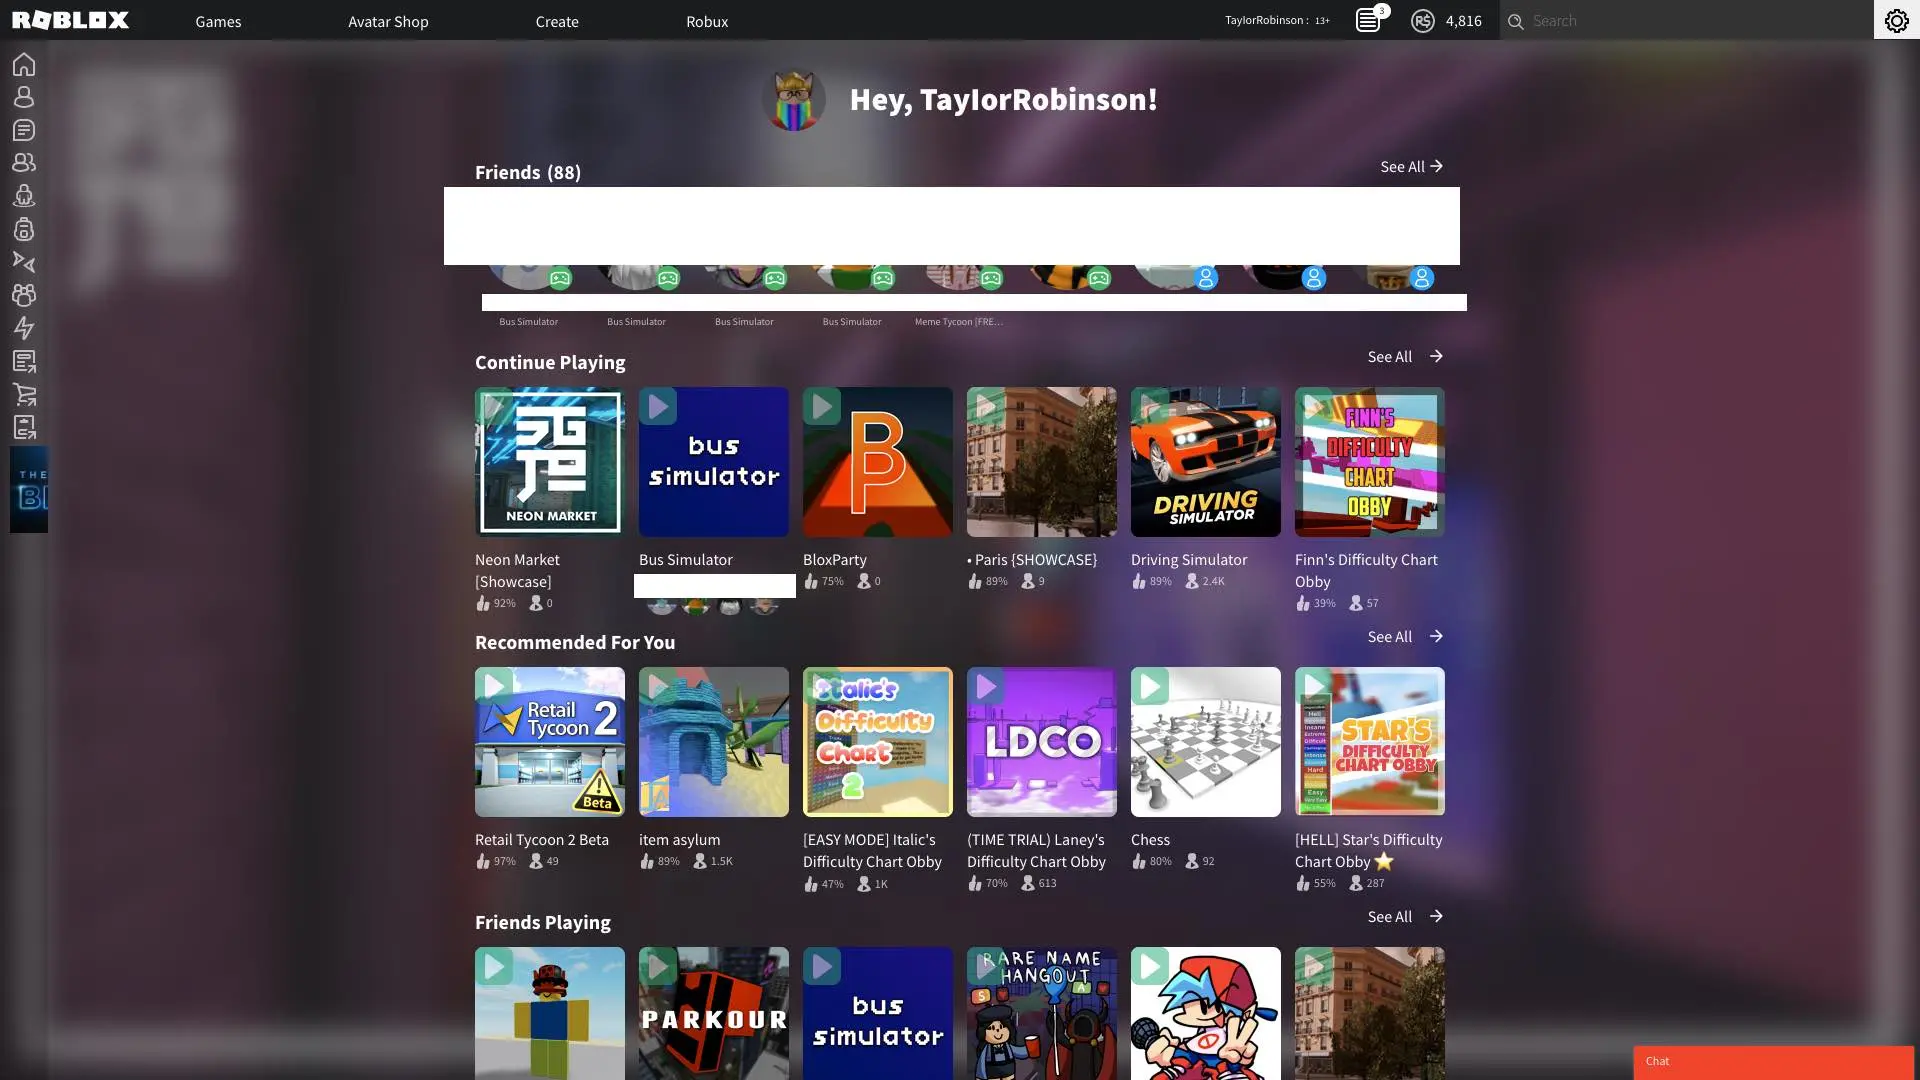 ROBLOX
Games
Avatar Shop
Create
Robux
TayIorRobinson : 13+
3
R$ 4,816
Search
Hey, TayIorRobinson!
Friends (88)
See All
Bus Simulator
Bus Simulator
Bus Simulator
Bus Simulator
Meme Tycoon [FRE...
THE
Continue Playing
See All
NEON MARKET
bus
simulator
DRIVING
SIMULATOR
FINN'S
DIFFICULTY
CHART
OBBY
Neon Market
[Showcase]
92% 0
Bus Simulator
BloxParty
75% 0
• Paris {SHOWCASE}
89% 9
Driving Simulator
89% 2.4K
Finn's Difficulty Chart
Obby
39% 57
Recommended For You
See All
Retail
Tycoon 2
Beta
IA
Italic's
Difficulty
Chart
2
LDCO
STAR'S
DIFFICULTY
CHART OBBY
Hard
Easy
Retail Tycoon 2 Beta
97% 49
item asylum
89% 1.5K
[EASY MODE] Italic's
Difficulty Chart Obby
47% 1K
(TIME TRIAL) Laney's
Difficulty Chart Obby
70% 613
Chess
80% 92
[HELL] Star's Difficulty
Chart Obby ⭐
55% 287
Friends Playing
See All
PARKOUR
bus
simulator
RARE NAME
HANGOUT
S
A
Chat